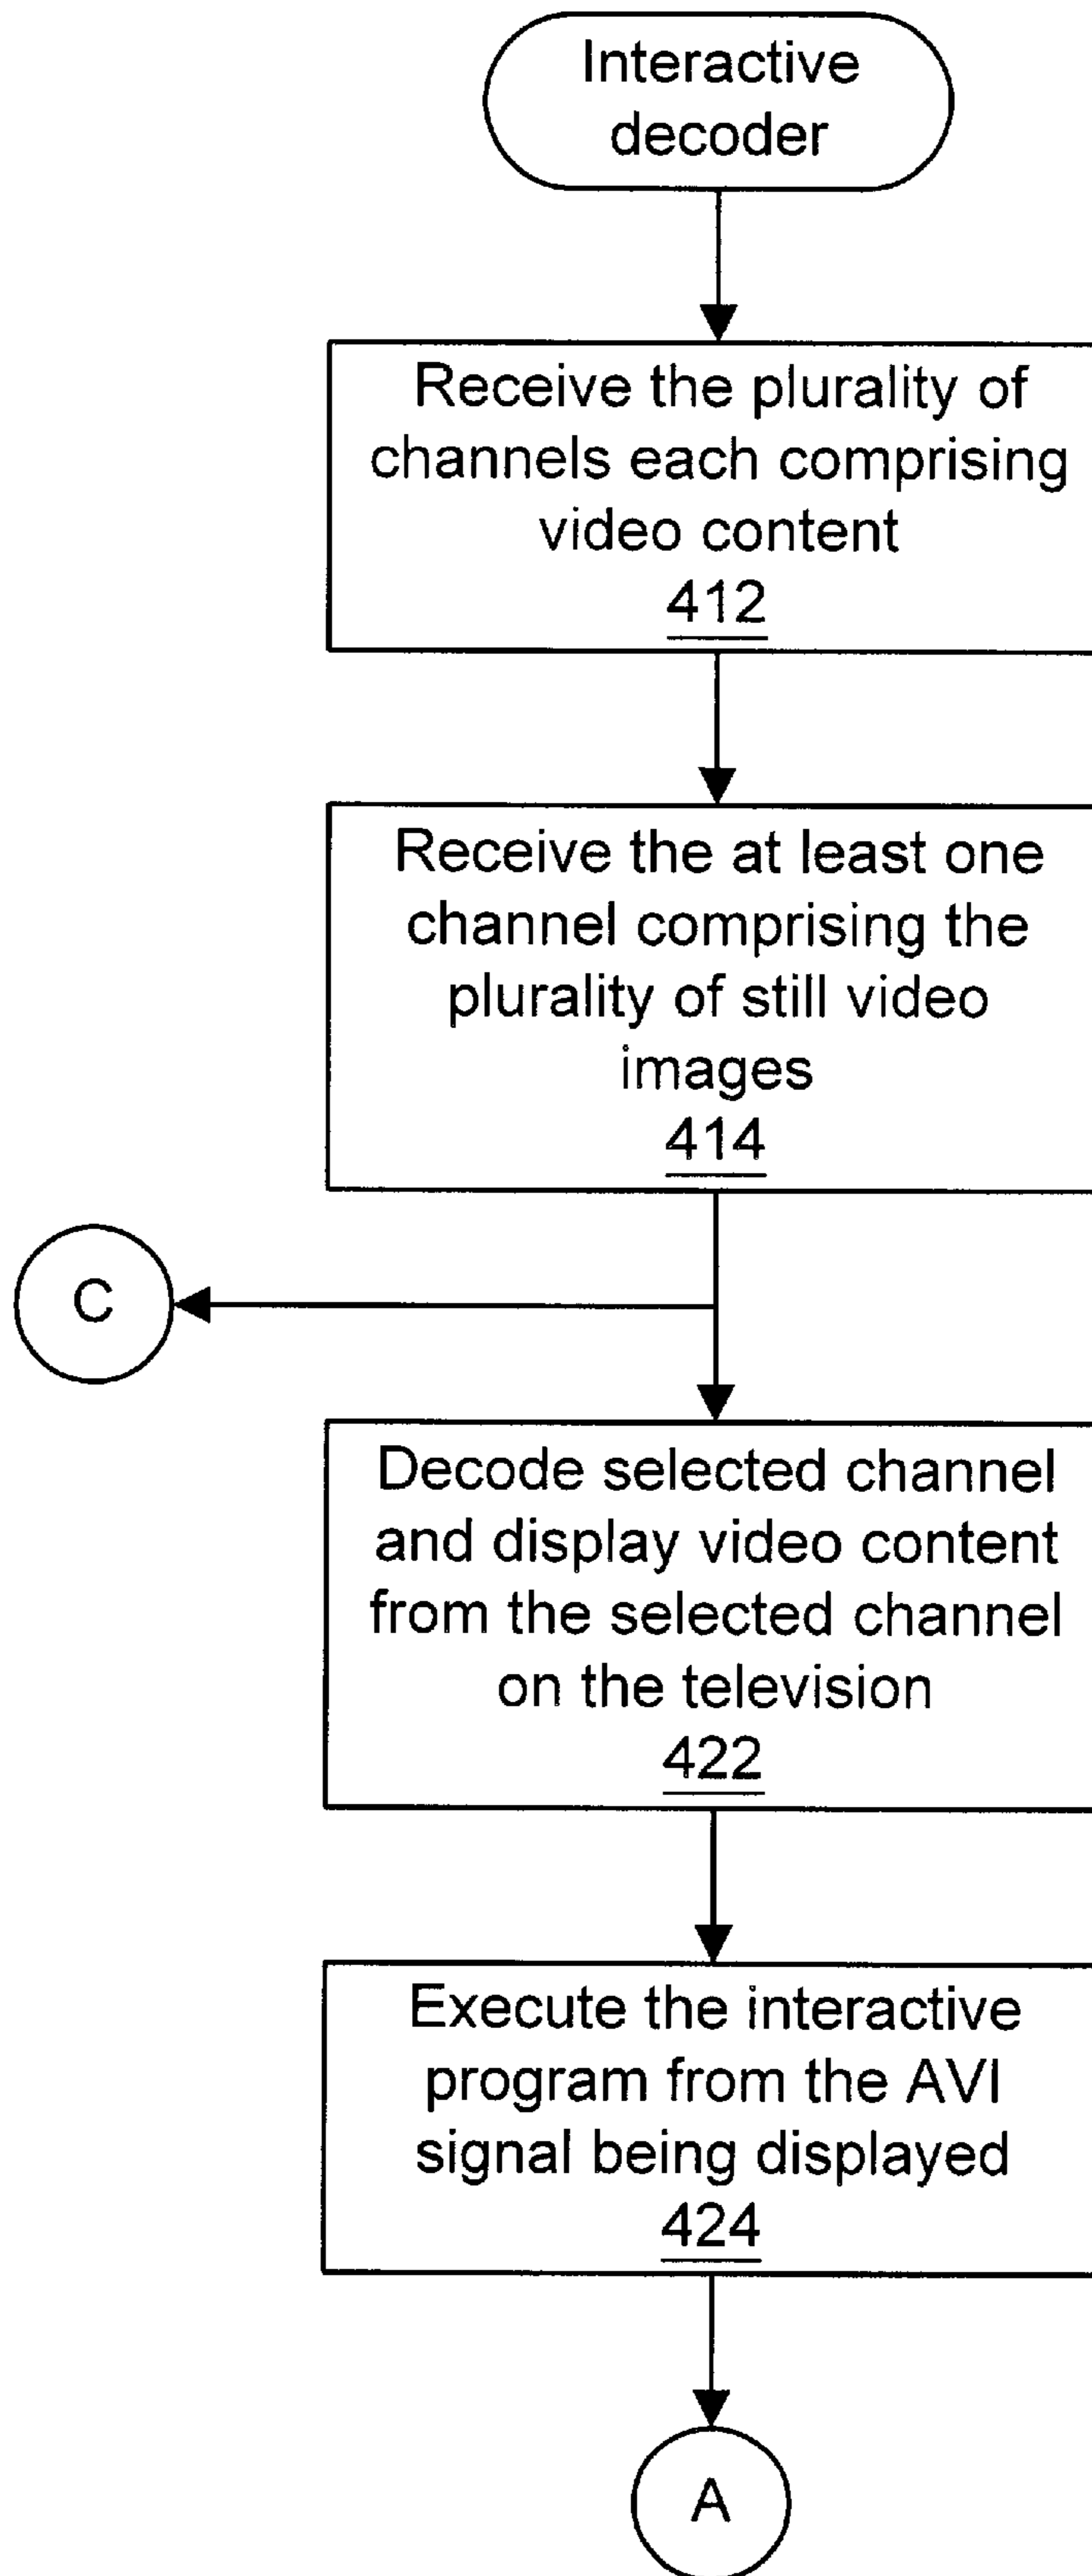 Interactive
decoder
Receive the plurality of
channels each comprising
video content
412
Receive the at least one
channel comprising the
plurality of still video
images
414
C
Decode selected channel
and display video content
from the selected channel
on the television
422
Execute the interactive
program from the AVI
signal being displayed
424
A